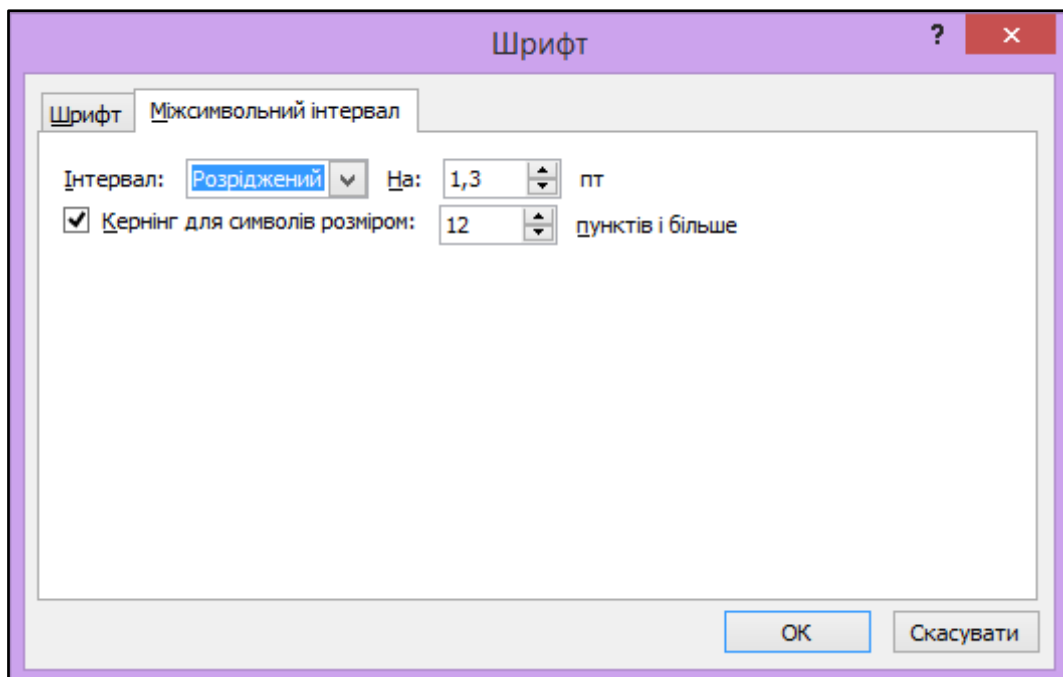 Шрифт ? ×
Шрифт Міжсимвольний інтервал
Інтервал: Розріджений На: 1,3 пт
Кернінг для символів розміром: 12 пунктів і більше
ОК Скасувати